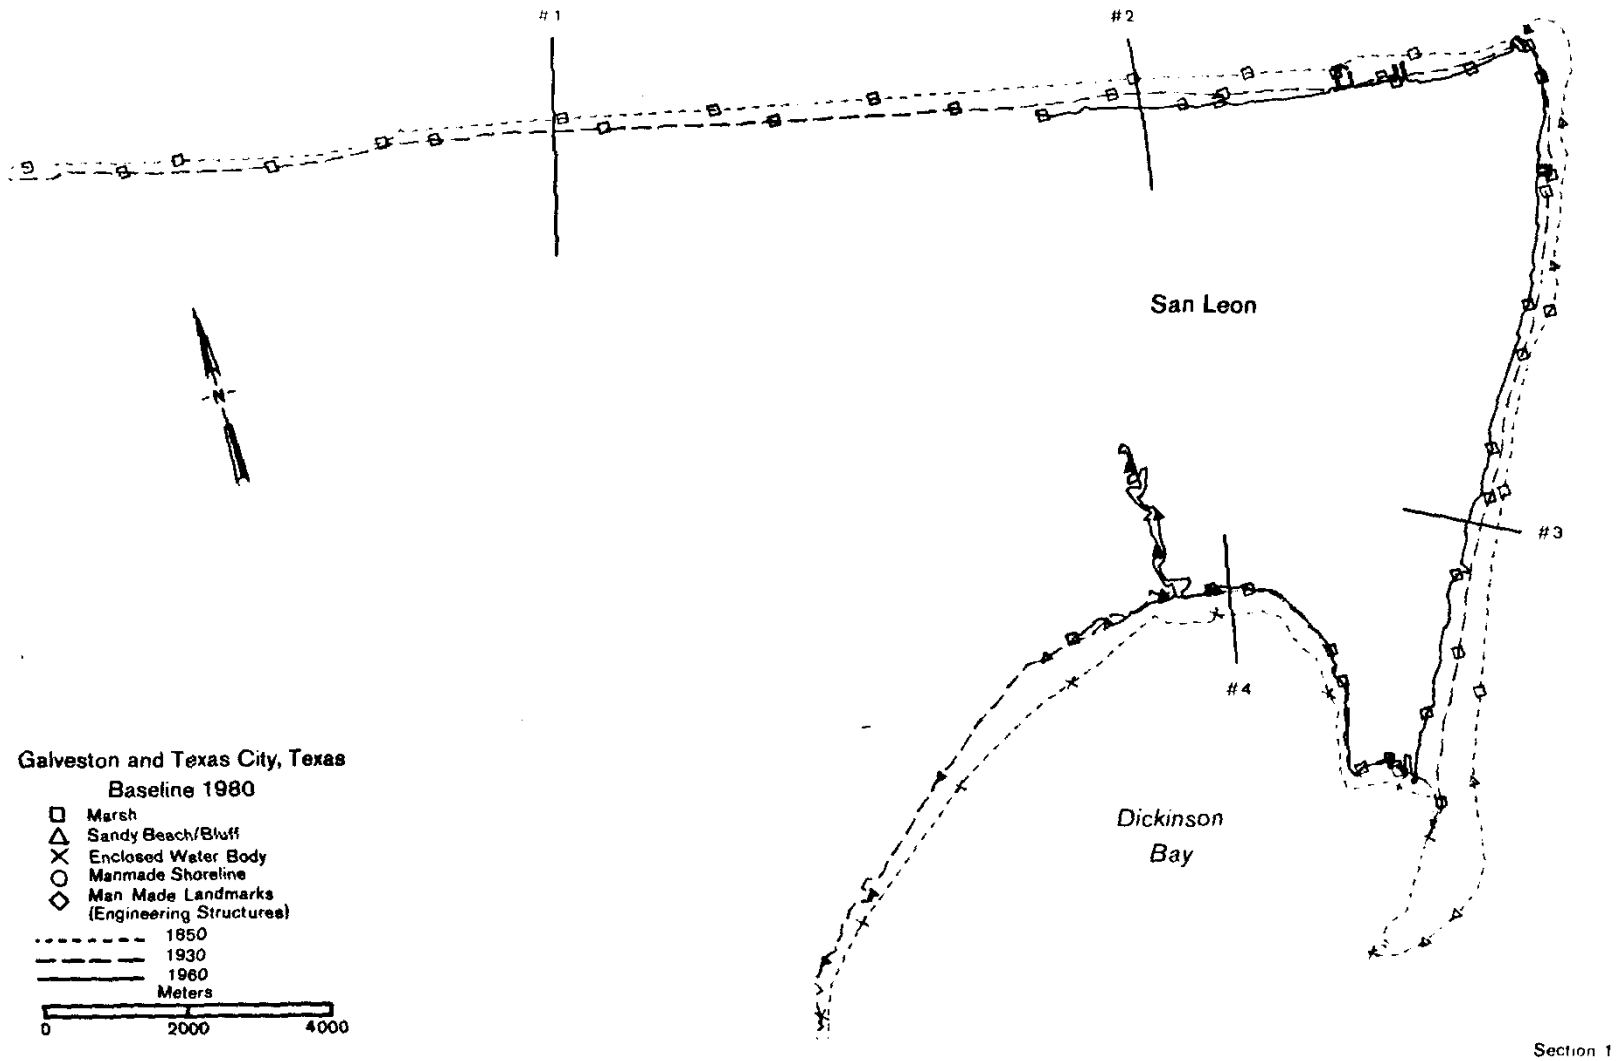 #1
#2
San Leon
N
#3
#4
Dickinson
Bay
Galveston and Texas City, Texas
Baseline 1980
Marsh
Sandy Beach/Bluff
Enclosed Water Body
Manmade Shoreline
Man Made Landmarks
(Engineering Structures)
1850
1930
1960
Meters
0 2000 4000
Section 1